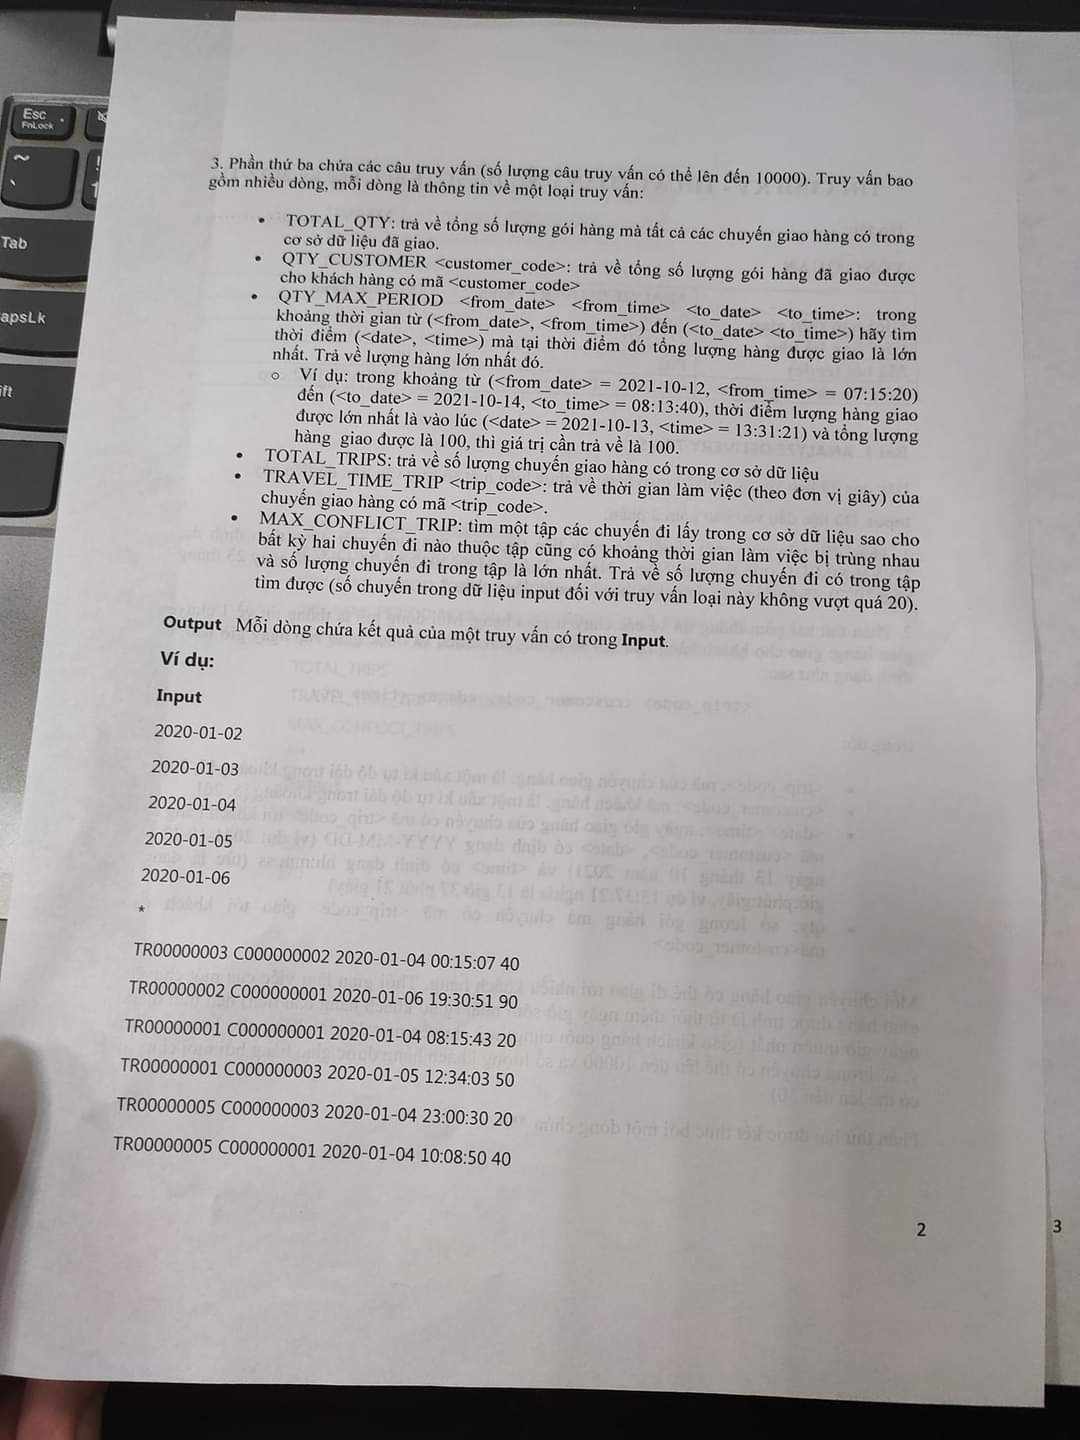 Esc
FnLock
~
!
1
Tab
apsLk
ift
3. Phần thứ ba chứa các câu truy vấn (số lượng câu truy vấn có thể lên đến 10000). Truy vấn bao
gồm nhiều dòng, mỗi dòng là thông tin về một loại truy vấn:
• TOTAL_QTY: trả về tổng số lượng gói hàng mà tất cả các chuyến giao hàng có trong
cơ sở dữ liệu đã giao.
• QTY_CUSTOMER <customer_code>: trả về tổng số lượng gói hàng đã giao được
cho khách hàng có mã <customer_code>
• QTY_MAX_PERIOD <from_date> <from_time> <to_date> <to_time>: trong
khoảng thời gian từ (<from_date>, <from_time>) đến (<to_date> <to_time>) hãy tìm
thời điểm (<date>, <time>) mà tại thời điểm đó tổng lượng hàng được giao là lớn
nhất. Trả về lượng hàng lớn nhất đó.
o Ví dụ: trong khoảng từ (<from_date> = 2021-10-12, <from_time> = 07:15:20)
đến (<to_date> = 2021-10-14, <to_time> = 08:13:40), thời điểm lượng hàng giao
được lớn nhất là vào lúc (<date> = 2021-10-13, <time> = 13:31:21) và tổng lượng
hàng giao được là 100, thì giá trị cần trả về là 100.
• TOTAL_TRIPS: trả về số lượng chuyến giao hàng có trong cơ sở dữ liệu
• TRAVEL_TIME_TRIP <trip_code>: trả về thời gian làm việc (theo đơn vị giây) của
chuyến giao hàng có mã <trip_code>.
• MAX_CONFLICT_TRIP: tìm một tập các chuyến đi lấy trong cơ sở dữ liệu sao cho
bất kỳ hai chuyến đi nào thuộc tập cũng có khoảng thời gian làm việc bị trùng nhau
và số lượng chuyến đi trong tập là lớn nhất. Trả về số lượng chuyến đi có trong tập
tìm được (số chuyến trong dữ liệu input đối với truy vấn loại này không vượt quá 20).
Output Mỗi dòng chứa kết quả của một truy vấn có trong Input.
Ví dụ:
Input
2020-01-02
2020-01-03
2020-01-04
2020-01-05
2020-01-06
*
TR00000003 C000000002 2020-01-04 00:15:07 40
TR00000002 C000000001 2020-01-06 19:30:51 90
TR00000001 C000000001 2020-01-04 08:15:43 20
TR00000001 C000000003 2020-01-05 12:34:03 50
TR00000005 C000000003 2020-01-04 23:00:30 20
TR00000005 C000000001 2020-01-04 10:08:50 40
2
3